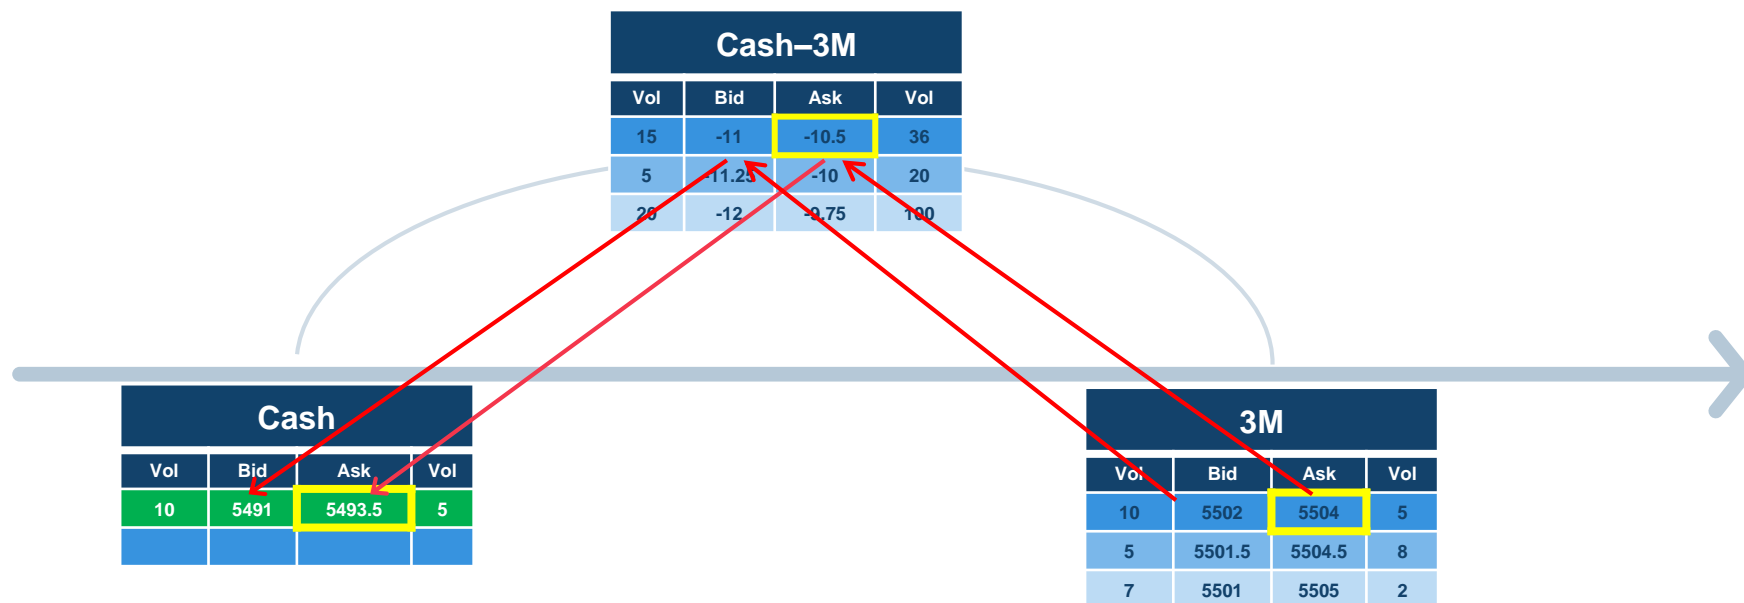 Cash–3M
Vol Bid Ask Vol
15 -11 -10.5 36
5 -11.25 -10 20
20 -12 -9.75 100
Cash
Vol Bid Ask Vol
10 5491 5493.5 5
3M
Vol Bid Ask Vol
10 5502 5504 5
5 5501.5 5504.5 8
7 5501 5505 2